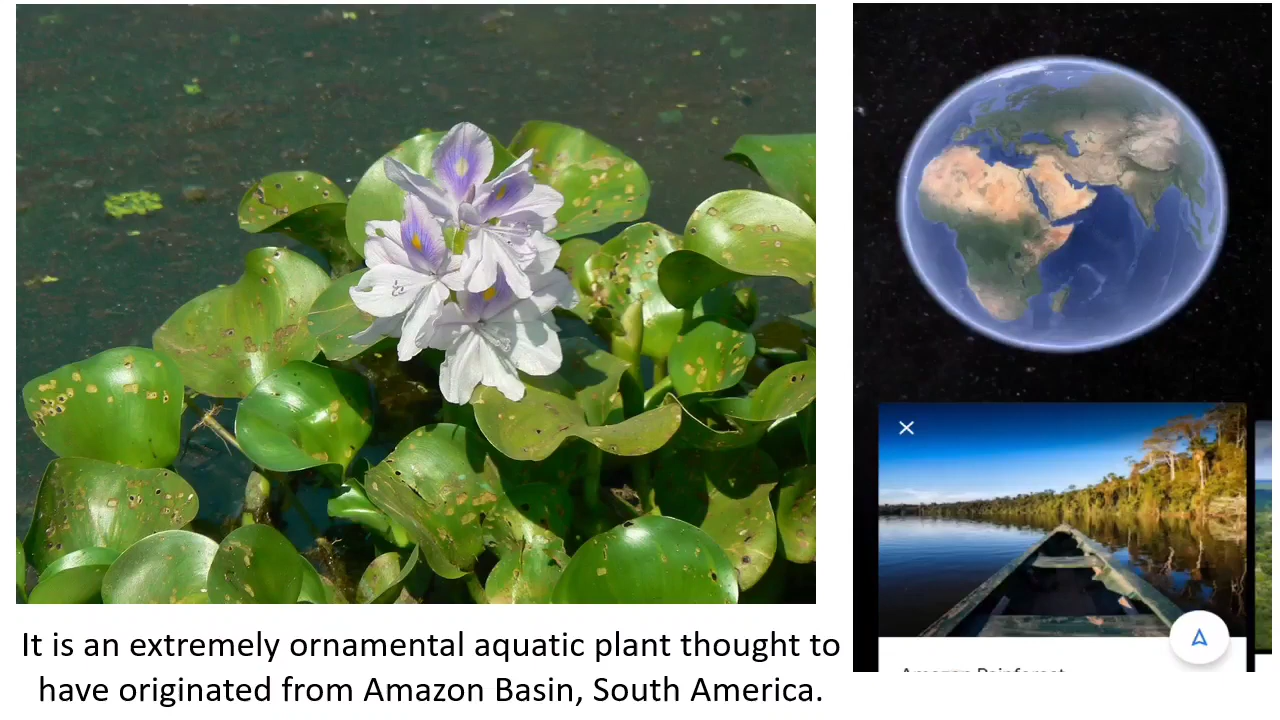 It is an extremely ornamental aquatic plant thought to
have originated from Amazon Basin, South America.